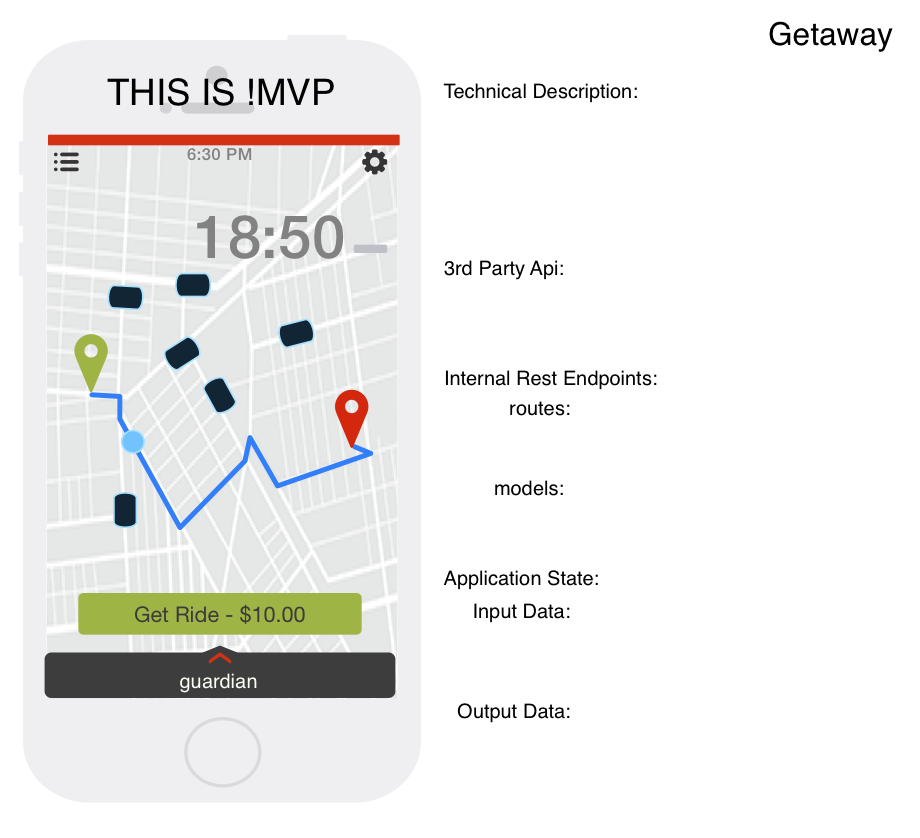 Getaway
THIS IS !MVP
6:30 PM
18:50
Get Ride - $10.00
guardian
Technical Description:
3rd Party Api:
Internal Rest Endpoints:
routes:
models:
Application State:
Input Data:
Output Data: